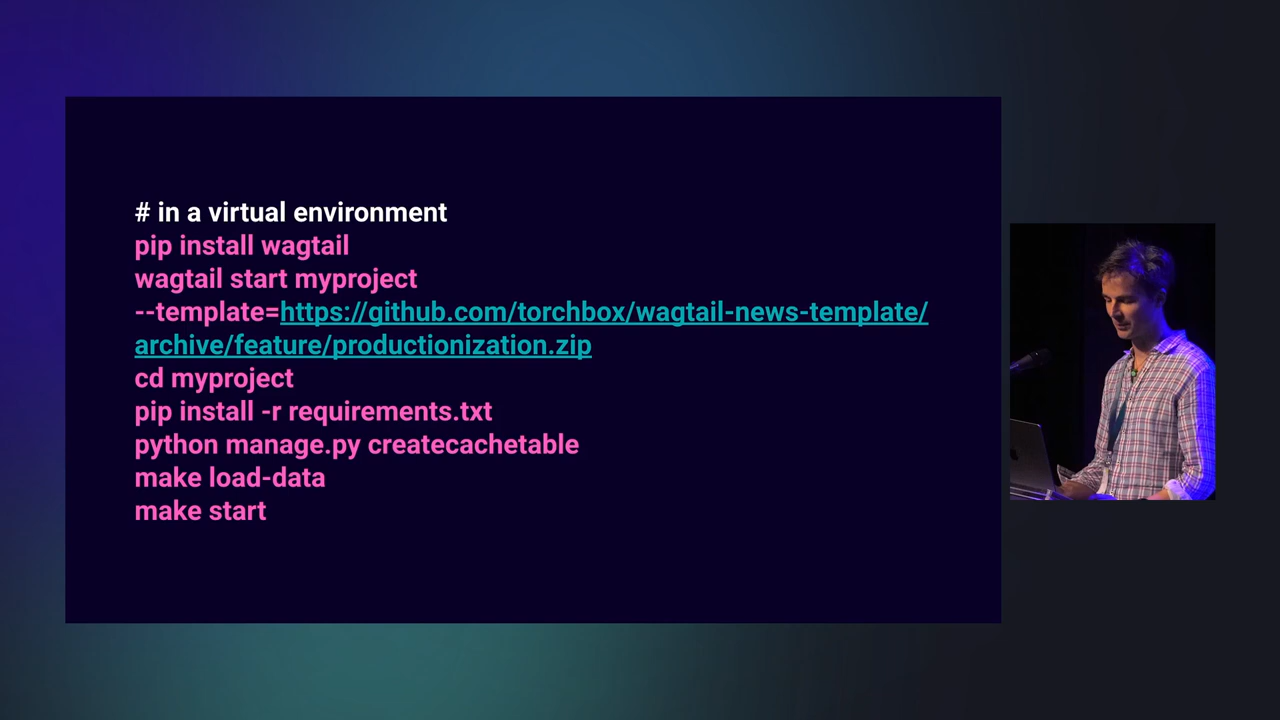 # in a virtual environment
pip install wagtail
wagtail start myproject
--template=https://github.com/torchbox/wagtail-news-template/
archive/feature/productionization.zip
cd myproject
pip install -r requirements.txt
python manage.py createcachetable
make load-data
make start